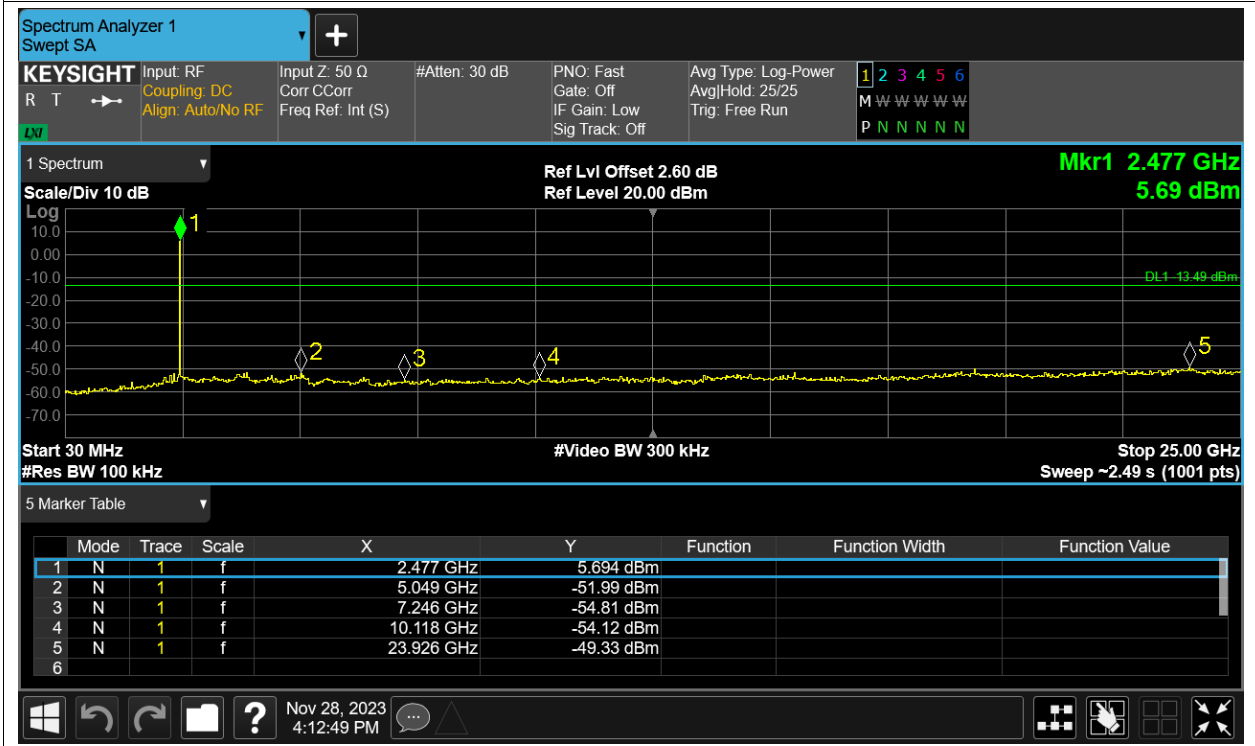 Spectrum Analyzer 1
Swept SA
+
KEYSIGHT
R T
LXI
Input: RF
Coupling: DC
Align: Auto/No RF
Input Z: 50 Ω
Corr CCorr
Freq Ref: Int (S)
#Atten: 30 dB
PNO: Fast
Gate: Off
IF Gain: Low
Sig Track: Off
Avg Type: Log-Power
Avg|Hold: 25/25
Trig: Free Run
1 2 3 4 5 6
M W W W W W
P N N N N N
1 Spectrum
Scale/Div 10 dB
Ref Lvl Offset 2.60 dB
Ref Level 20.00 dBm
Mkr1 2.477 GHz
5.69 dBm
Log
10.0
0.00
-10.0
-20.0
-30.0
-40.0
-50.0
-60.0
-70.0
1
2
3
4
5
DL1 -13.49 dBm
Start 30 MHz
#Res BW 100 kHz
#Video BW 300 kHz
Stop 25.00 GHz
Sweep ~2.49 s (1001 pts)
5 Marker Table
Mode Trace Scale X Y Function Function Width Function Value
1 N 1 f 2.477 GHz 5.694 dBm
2 N 1 f 5.049 GHz -51.99 dBm
3 N 1 f 7.246 GHz -54.81 dBm
4 N 1 f 10.118 GHz -54.12 dBm
5 N 1 f 23.926 GHz -49.33 dBm
6
?
Nov 28, 2023
4:12:49 PM